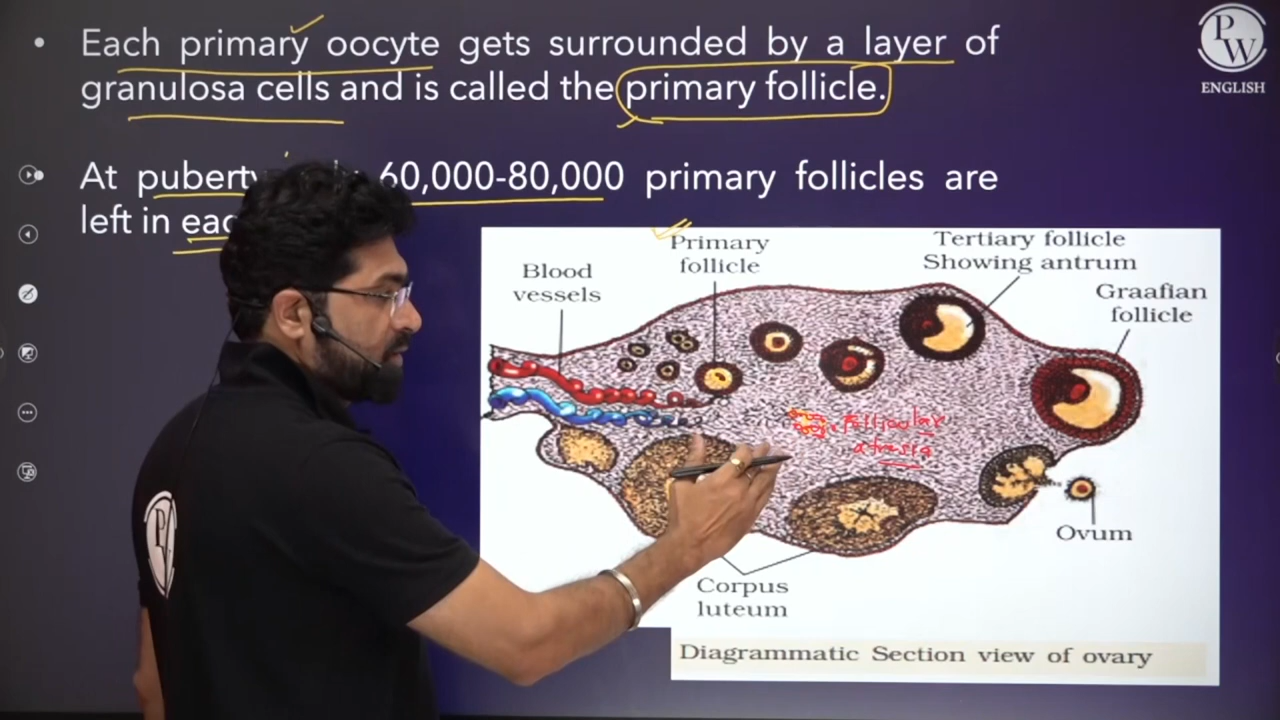 Each primary oocyte gets surrounded by a layer of
granulosa cells and is called the primary follicle.
At puberty 60,000-80,000 primary follicles are
left in
PW
ENGLISH
Primary
follicle
Blood
vessels
Tertiary follicle
Showing antrum
Graafian
follicle
follicular
atresia
Ovum
Corpus
luteum
Diagrammatic Section view of ovary
PW